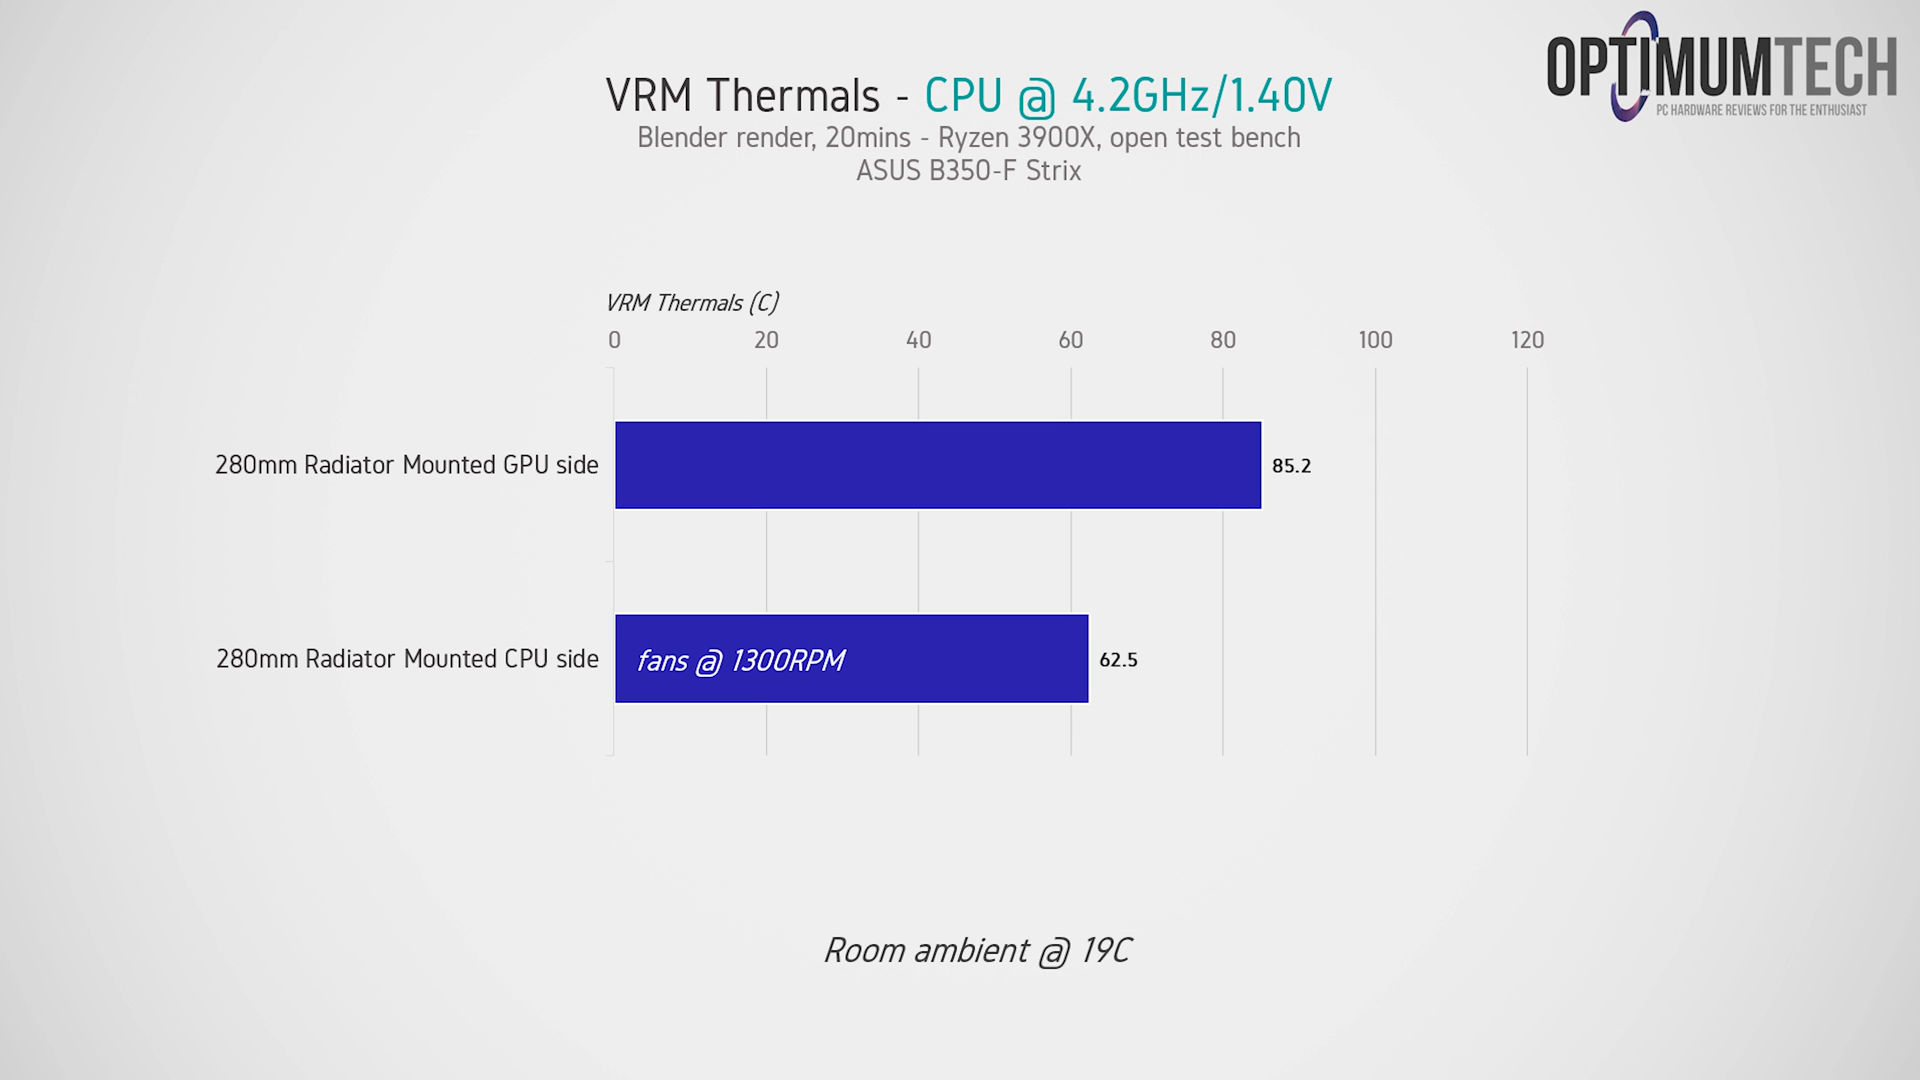 OPTIMUMTECH
PC HARDWARE REVIEWS FOR THE ENTHUSIAST
VRM Thermals - CPU @ 4.2GHz/1.40V
Blender render, 20mins - Ryzen 3900X, open test bench
ASUS B350-F Strix
VRM Thermals (C)
0 20 40 60 80 100 120
280mm Radiator Mounted GPU side 85.2
280mm Radiator Mounted CPU side fans @ 1300RPM 62.5
Room ambient @ 19C